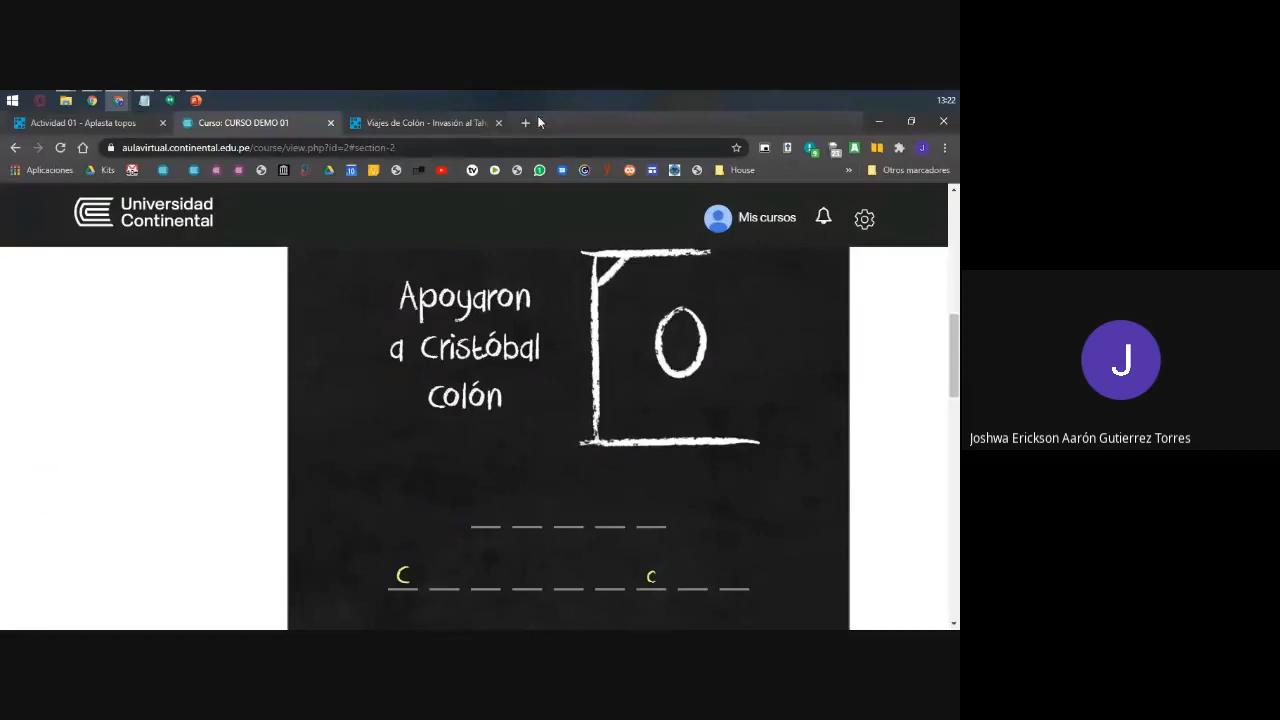 13:22
Actividad 01 - Aplasta topos
Curso: CURSO DEMO 01
Viajes de Colón - Invasión al Tah
aulavirtual.continental.edu.pe/course/view.php?id=2#section-2
Aplicaciones
Kits
House
Otros marcadores
Universidad
Continental
Mis cursos
Apoyaron
a Cristóbal
Colón
O
C _ _ _ _ _ c _ _
J
Joshwa Erickson Aarón Gutierrez Torres